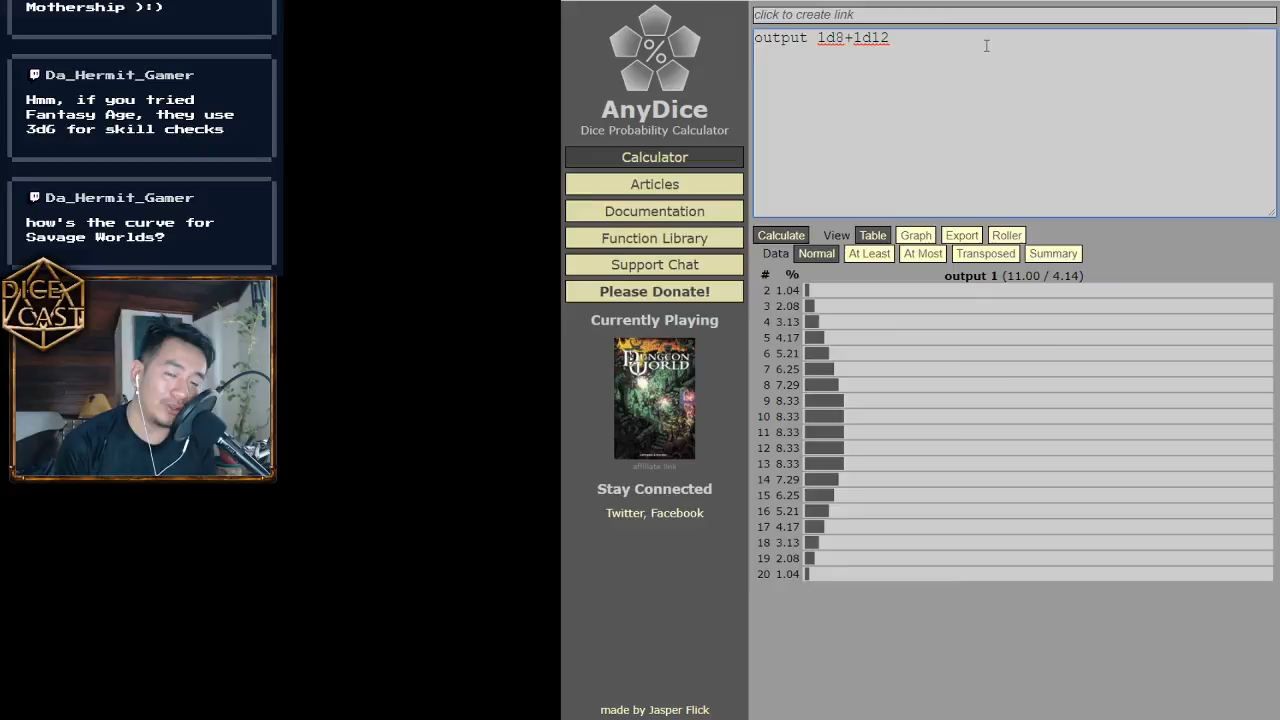 Mothership ):)
Da_Hermit_Gamer
Hmm, if you tried
Fantasy Age, they use
3d6 for skill checks
Da_Hermit_Gamer
how's the curve for
Savage Worlds?
DICE
CAST
%
AnyDice
Dice Probability Calculator
Calculator
Articles
Documentation
Function Library
Support Chat
Please Donate!
Currently Playing
DUNGEON
WORLD
affiliate link
Stay Connected
Twitter, Facebook
made by Jasper Flick
click to create link
output 1d8+1d12
Calculate View Table Graph Export Roller
Data Normal At Least At Most Transposed Summary
# % output 1 (11.00 / 4.14)
2 1.04
3 2.08
4 3.13
5 4.17
6 5.21
7 6.25
8 7.29
9 8.33
10 8.33
11 8.33
12 8.33
13 8.33
14 7.29
15 6.25
16 5.21
17 4.17
18 3.13
19 2.08
20 1.04